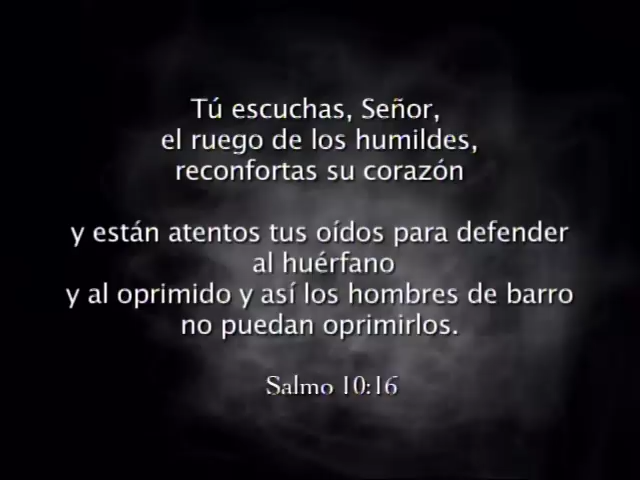 Tú escuchas, Señor,
el ruego de los humildes,
reconfortas su corazón
y están atentos tus oídos para defender
al huérfano
y al oprimido y así los hombres de barro
no puedan oprimirlos.
Salmo 10:16